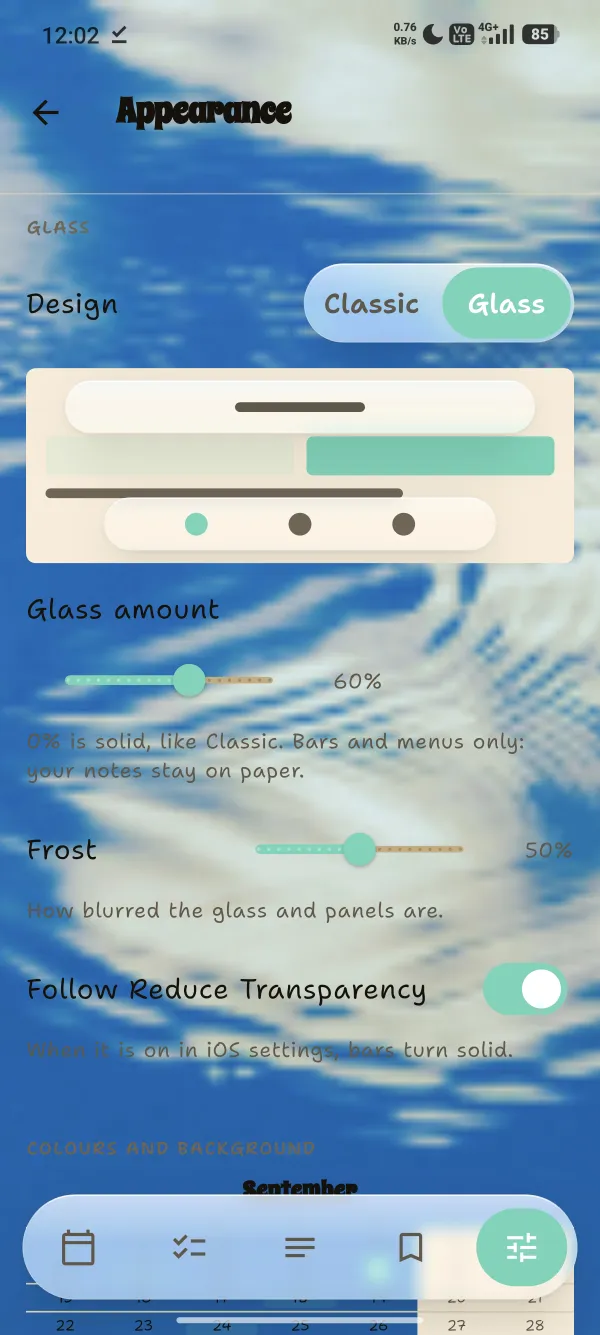 12:02
0.76 KB/s
Vo LTE
4G+
85
Appearance
GLASS
Design
Classic
Glass
Glass amount
60%
0% is solid, like Classic. Bars and menus only:
your notes stay on paper.
Frost
50%
How blurred the glass and panels are.
Follow Reduce Transparency
When it is on in iOS settings, bars turn solid.
COLOURS AND BACKGROUND
September
22 23 24 25 26 27 28